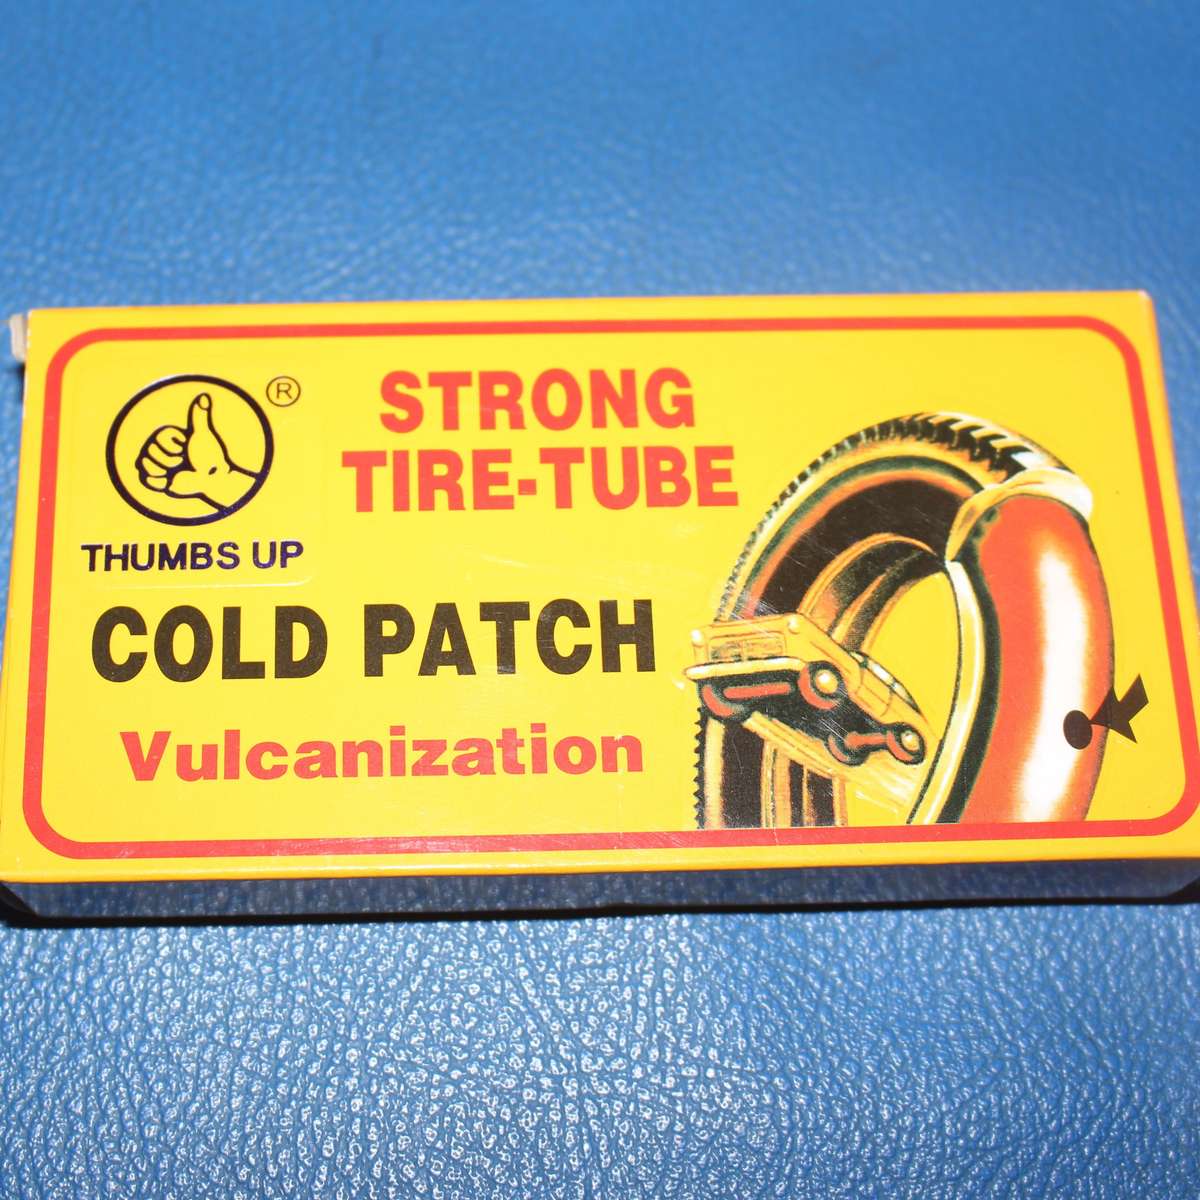 ®
THUMBS UP
STRONG
TIRE-TUBE
COLD PATCH
Vulcanization